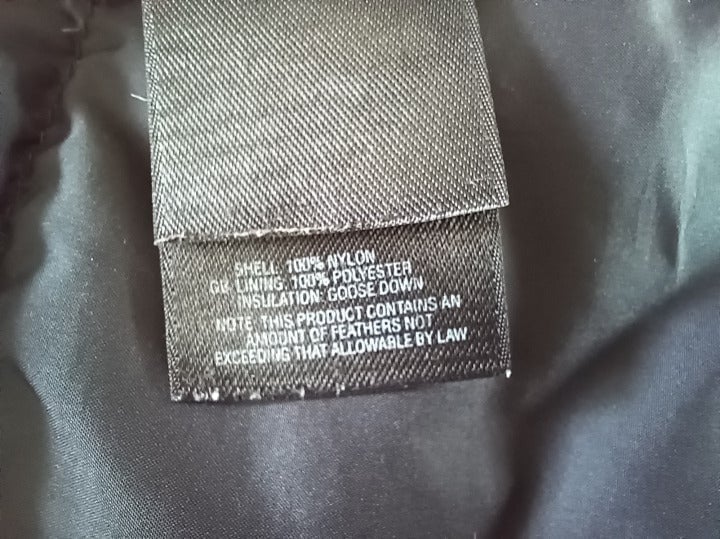 SHELL: 100% NYLON
GB LINING: 100% POLYESTER
INSULATION: GOOSE DOWN
NOTE, THIS PRODUCT CONTAINS AN
AMOUNT OF FEATHERS NOT
EXCEEDING THAT ALLOWABLE BY LAW